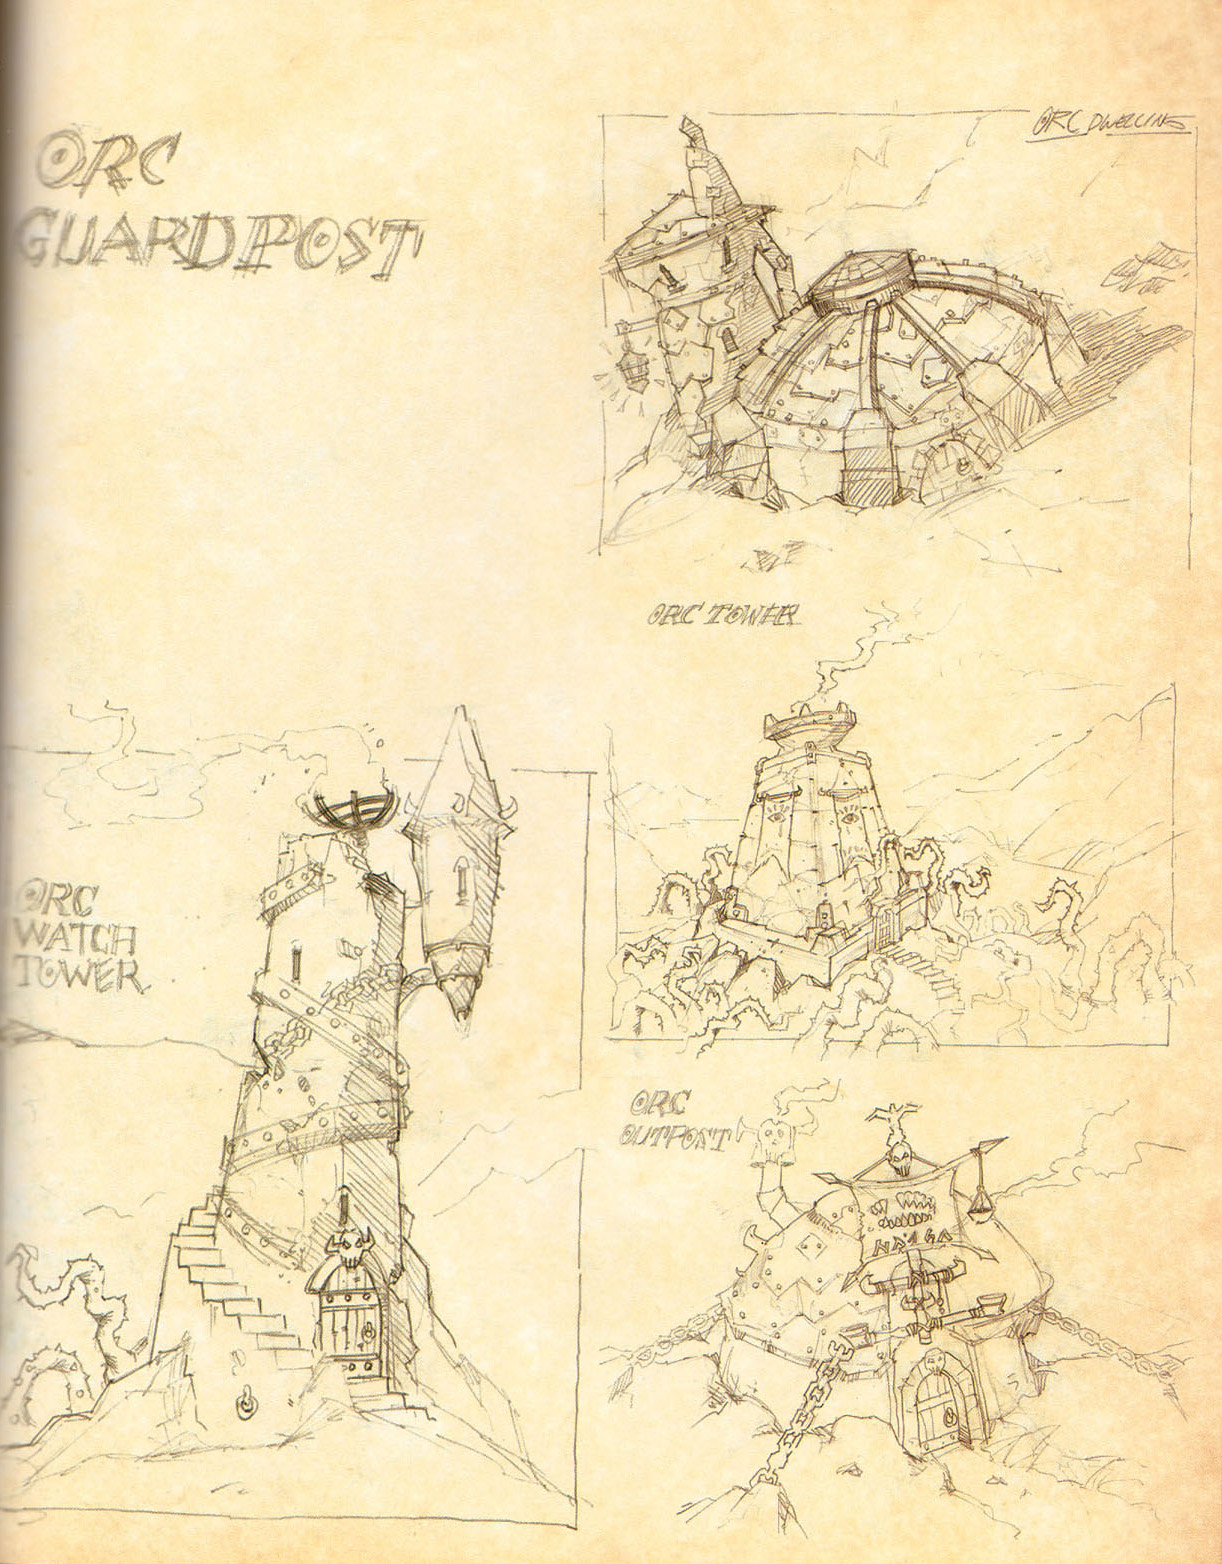 ORC
GUARDPOST
ORC DWELLING
ORC TOWER
ORC
WATCH
TOWER
ORC
OUTPOST